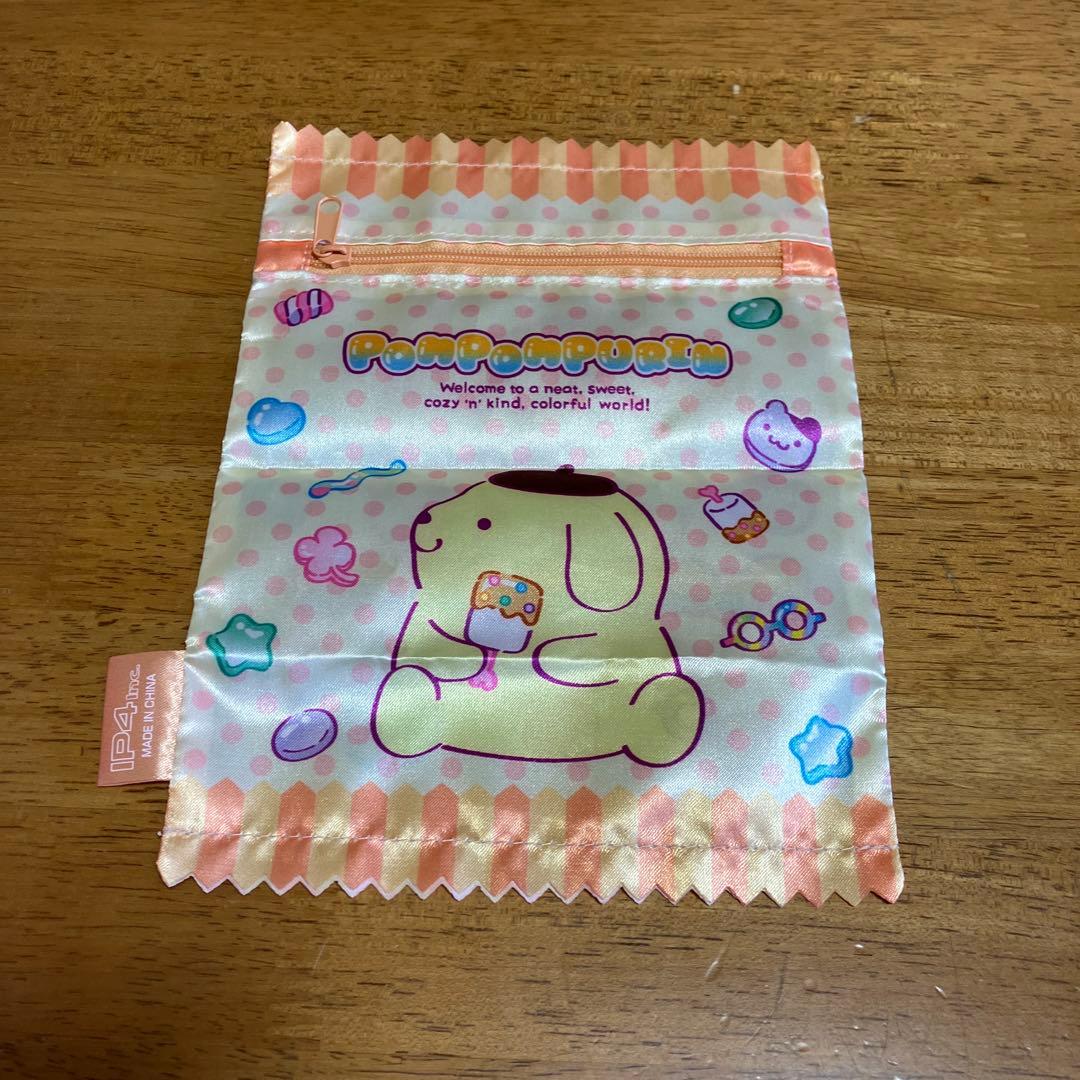 POMPOMPURIN
Welcome to a neat, sweet,
cozy 'n' kind, colorful world!
IP4 Inc.
MADE IN CHINA